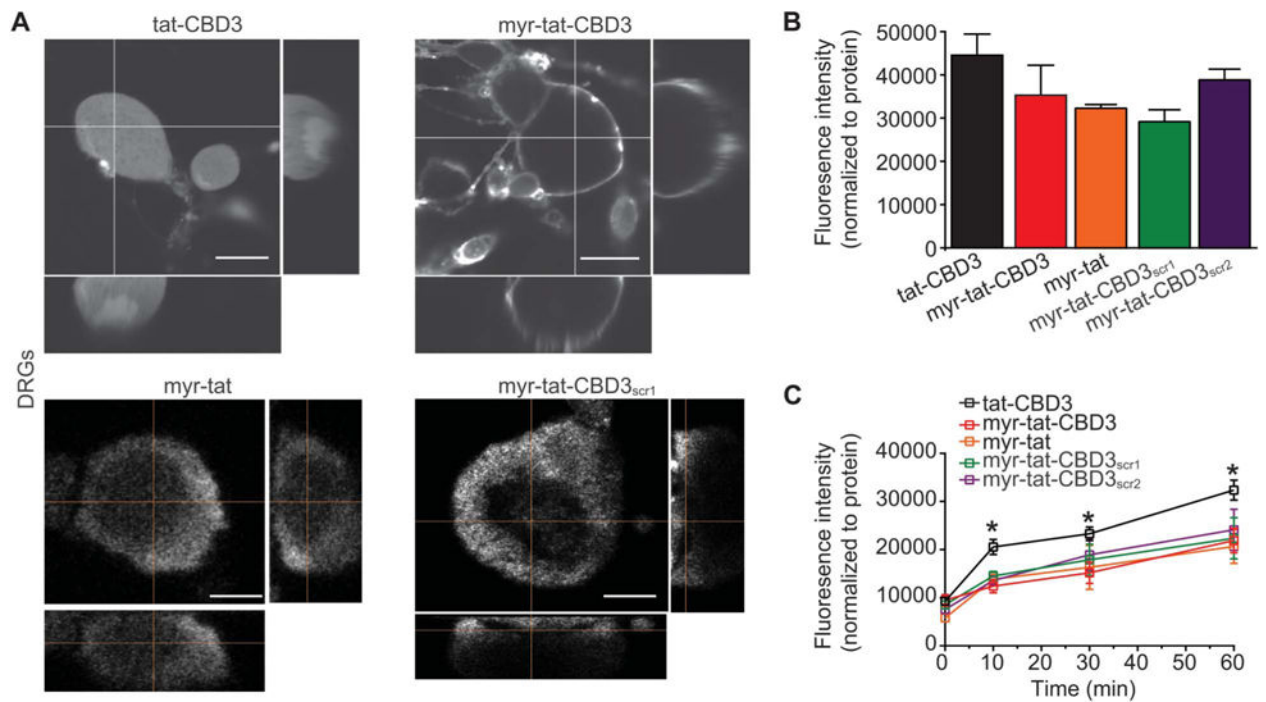 A
tat-CBD3
myr-tat-CBD3
DRGs
myr-tat
myr-tat-CBD3scr1
B
Fluoresence intensity
(normalized to protein)
50000
40000
30000
20000
10000
0
tat-CBD3
myr-tat-CBD3
myr-tat
myr-tat-CBD3scr1
myr-tat-CBD3scr2
C
tat-CBD3
myr-tat-CBD3
myr-tat
myr-tat-CBD3scr1
myr-tat-CBD3scr2
Fluoresence intensity
(normalized to protein)
40000
30000
20000
10000
0
* * *
0 10 20 30 40 50 60
Time (min)